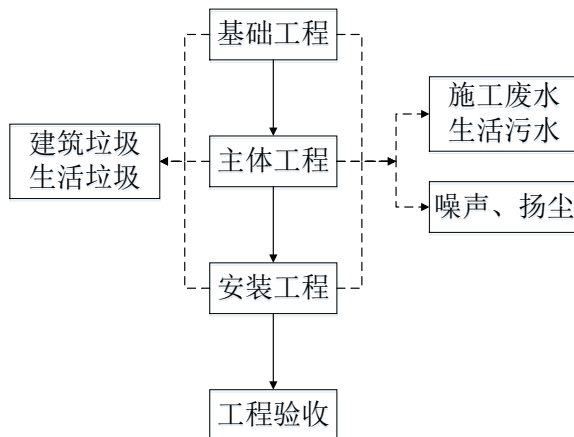 基础工程
施工废水
生活污水
建筑垃圾
生活垃圾
主体工程
噪声、扬尘
安装工程
工程验收